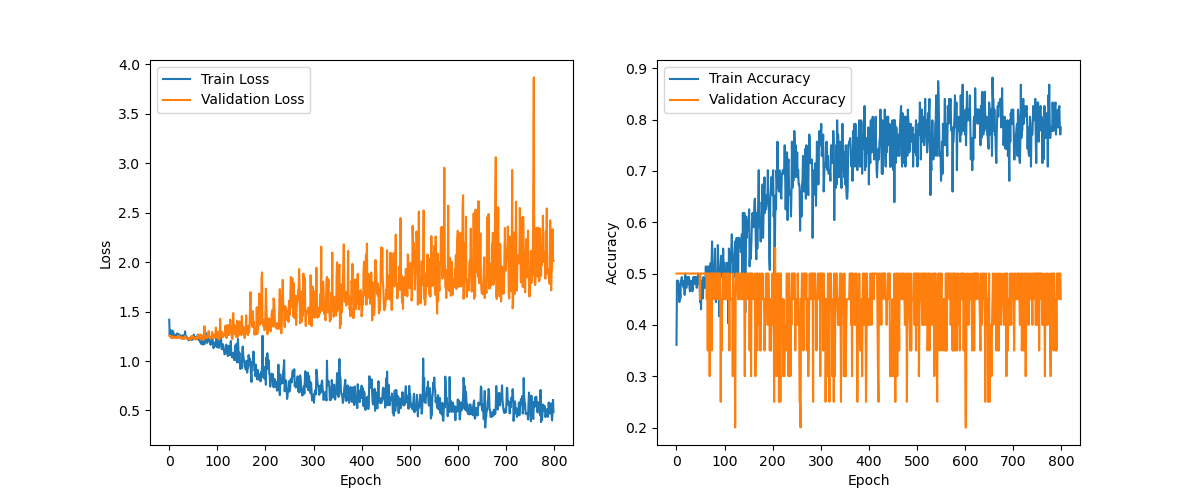 Train Loss
Validation Loss
4.0
3.5
3.0
2.5
2.0
1.5
1.0
0.5
Loss
0 100 200 300 400 500 600 700 800
Epoch
Train Accuracy
Validation Accuracy
0.9
0.8
0.7
0.6
0.5
0.4
0.3
0.2
Accuracy
0 100 200 300 400 500 600 700 800
Epoch